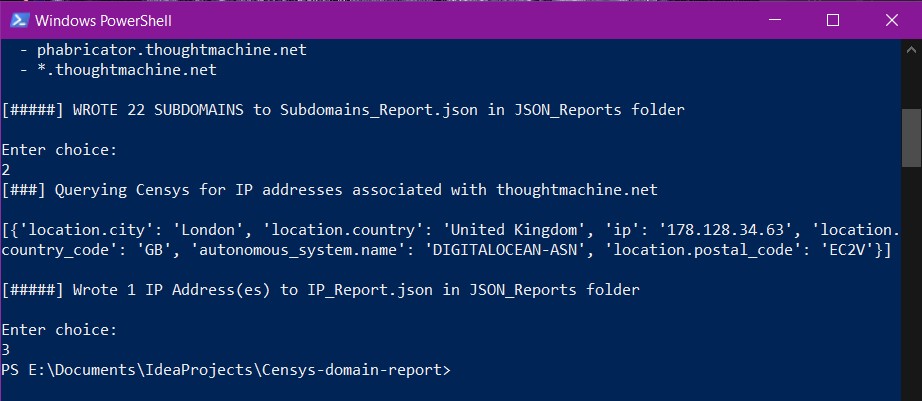 Windows PowerShell
- phabricator.thoughtmachine.net
- *.thoughtmachine.net
[#####] WROTE 22 SUBDOMAINS to Subdomains_Report.json in JSON_Reports folder
Enter choice:
2
[###] Querying Censys for IP addresses associated with thoughtmachine.net
[{'location.city': 'London', 'location.country': 'United Kingdom', 'ip': '178.128.34.63', 'location.
country_code': 'GB', 'autonomous_system.name': 'DIGITALOCEAN-ASN', 'location.postal_code': 'EC2V'}]
[#####] Wrote 1 IP Address(es) to IP_Report.json in JSON_Reports folder
Enter choice:
3
PS E:\Documents\IdeaProjects\Censys-domain-report>